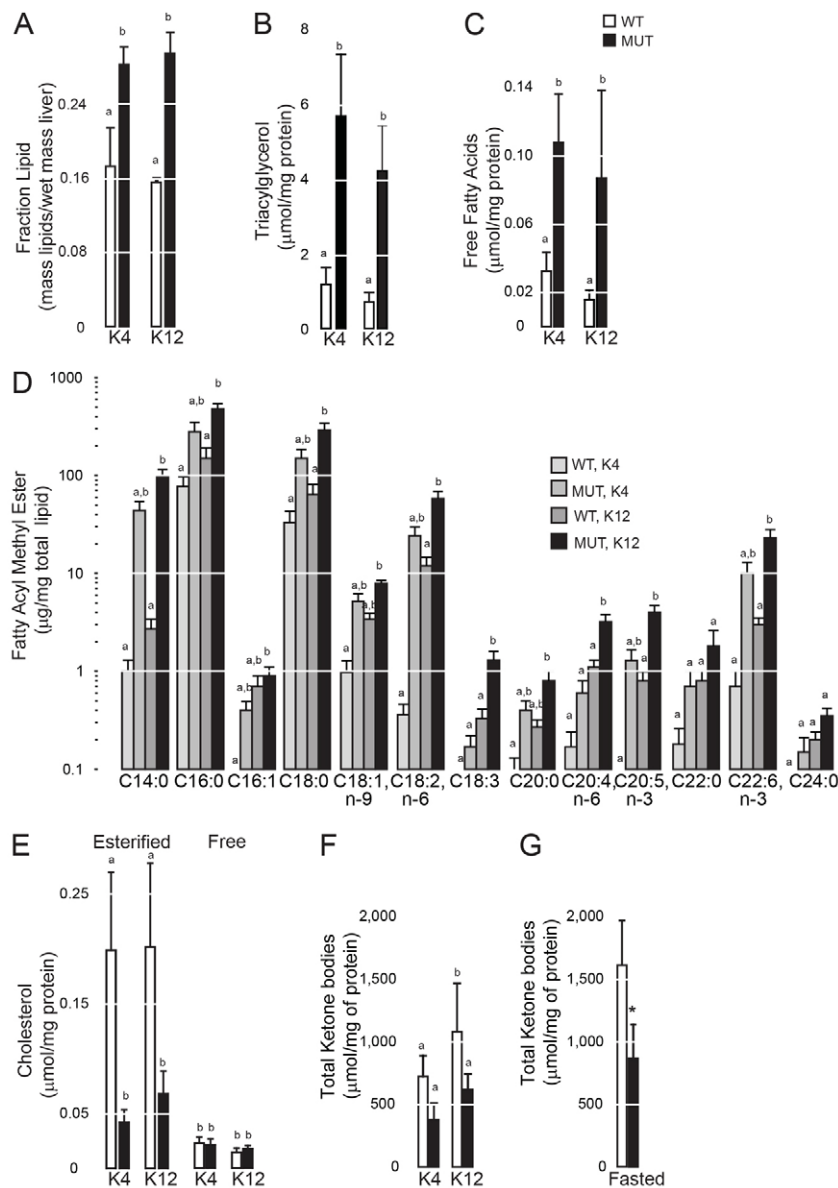 A
Fraction Lipid
(mass lipids/wet mass liver)
0.24
0.16
0.08
0
a
b
a
b
K4
K12
B
Triacylglycerol
(µmol/mg protein)
8
6
4
2
0
a
b
a
b
K4
K12
WT
MUT
C
Free Fatty Acids
(µmol/mg protein)
0.14
0.10
0.06
0.02
0
a
b
a
b
K4
K12
D
Fatty Acyl Methyl Ester
(µg/mg total lipid)
1000
100
10
1
0.1
WT, K4
MUT, K4
WT, K12
MUT, K12
a
a,b
a
b
a
a,b
a
b
a
a,b
a,b
b
a
a,b
a
b
a
a,b
a,b
b
a
a,b
a
b
a
a
a
b
a
a,b
a,b
b
a
a
a
b
a
a,b
a
b
a
a
a
a
a
a,b
a
b
a
a
a
a
C14:0
C16:0
C16:1
C18:0
C18:1,
n-9
C18:2,
n-6
C18:3
C20:0
C20:4,
n-6
C20:5,
n-3
C22:0
C22:6,
n-3
C24:0
E
Esterified
Free
Cholesterol
(µmol/mg protein)
0.25
0.15
0.05
0
a
b
a
b
b b
b b
K4
K12
K4
K12
F
Total Ketone bodies
(µmol/mg of protein)
2,000
1,500
1,000
500
0
a
a
b
a
K4
K12
G
Total Ketone bodies
(µmol/mg of protein)
2,000
1,500
1,000
500
0
*
Fasted